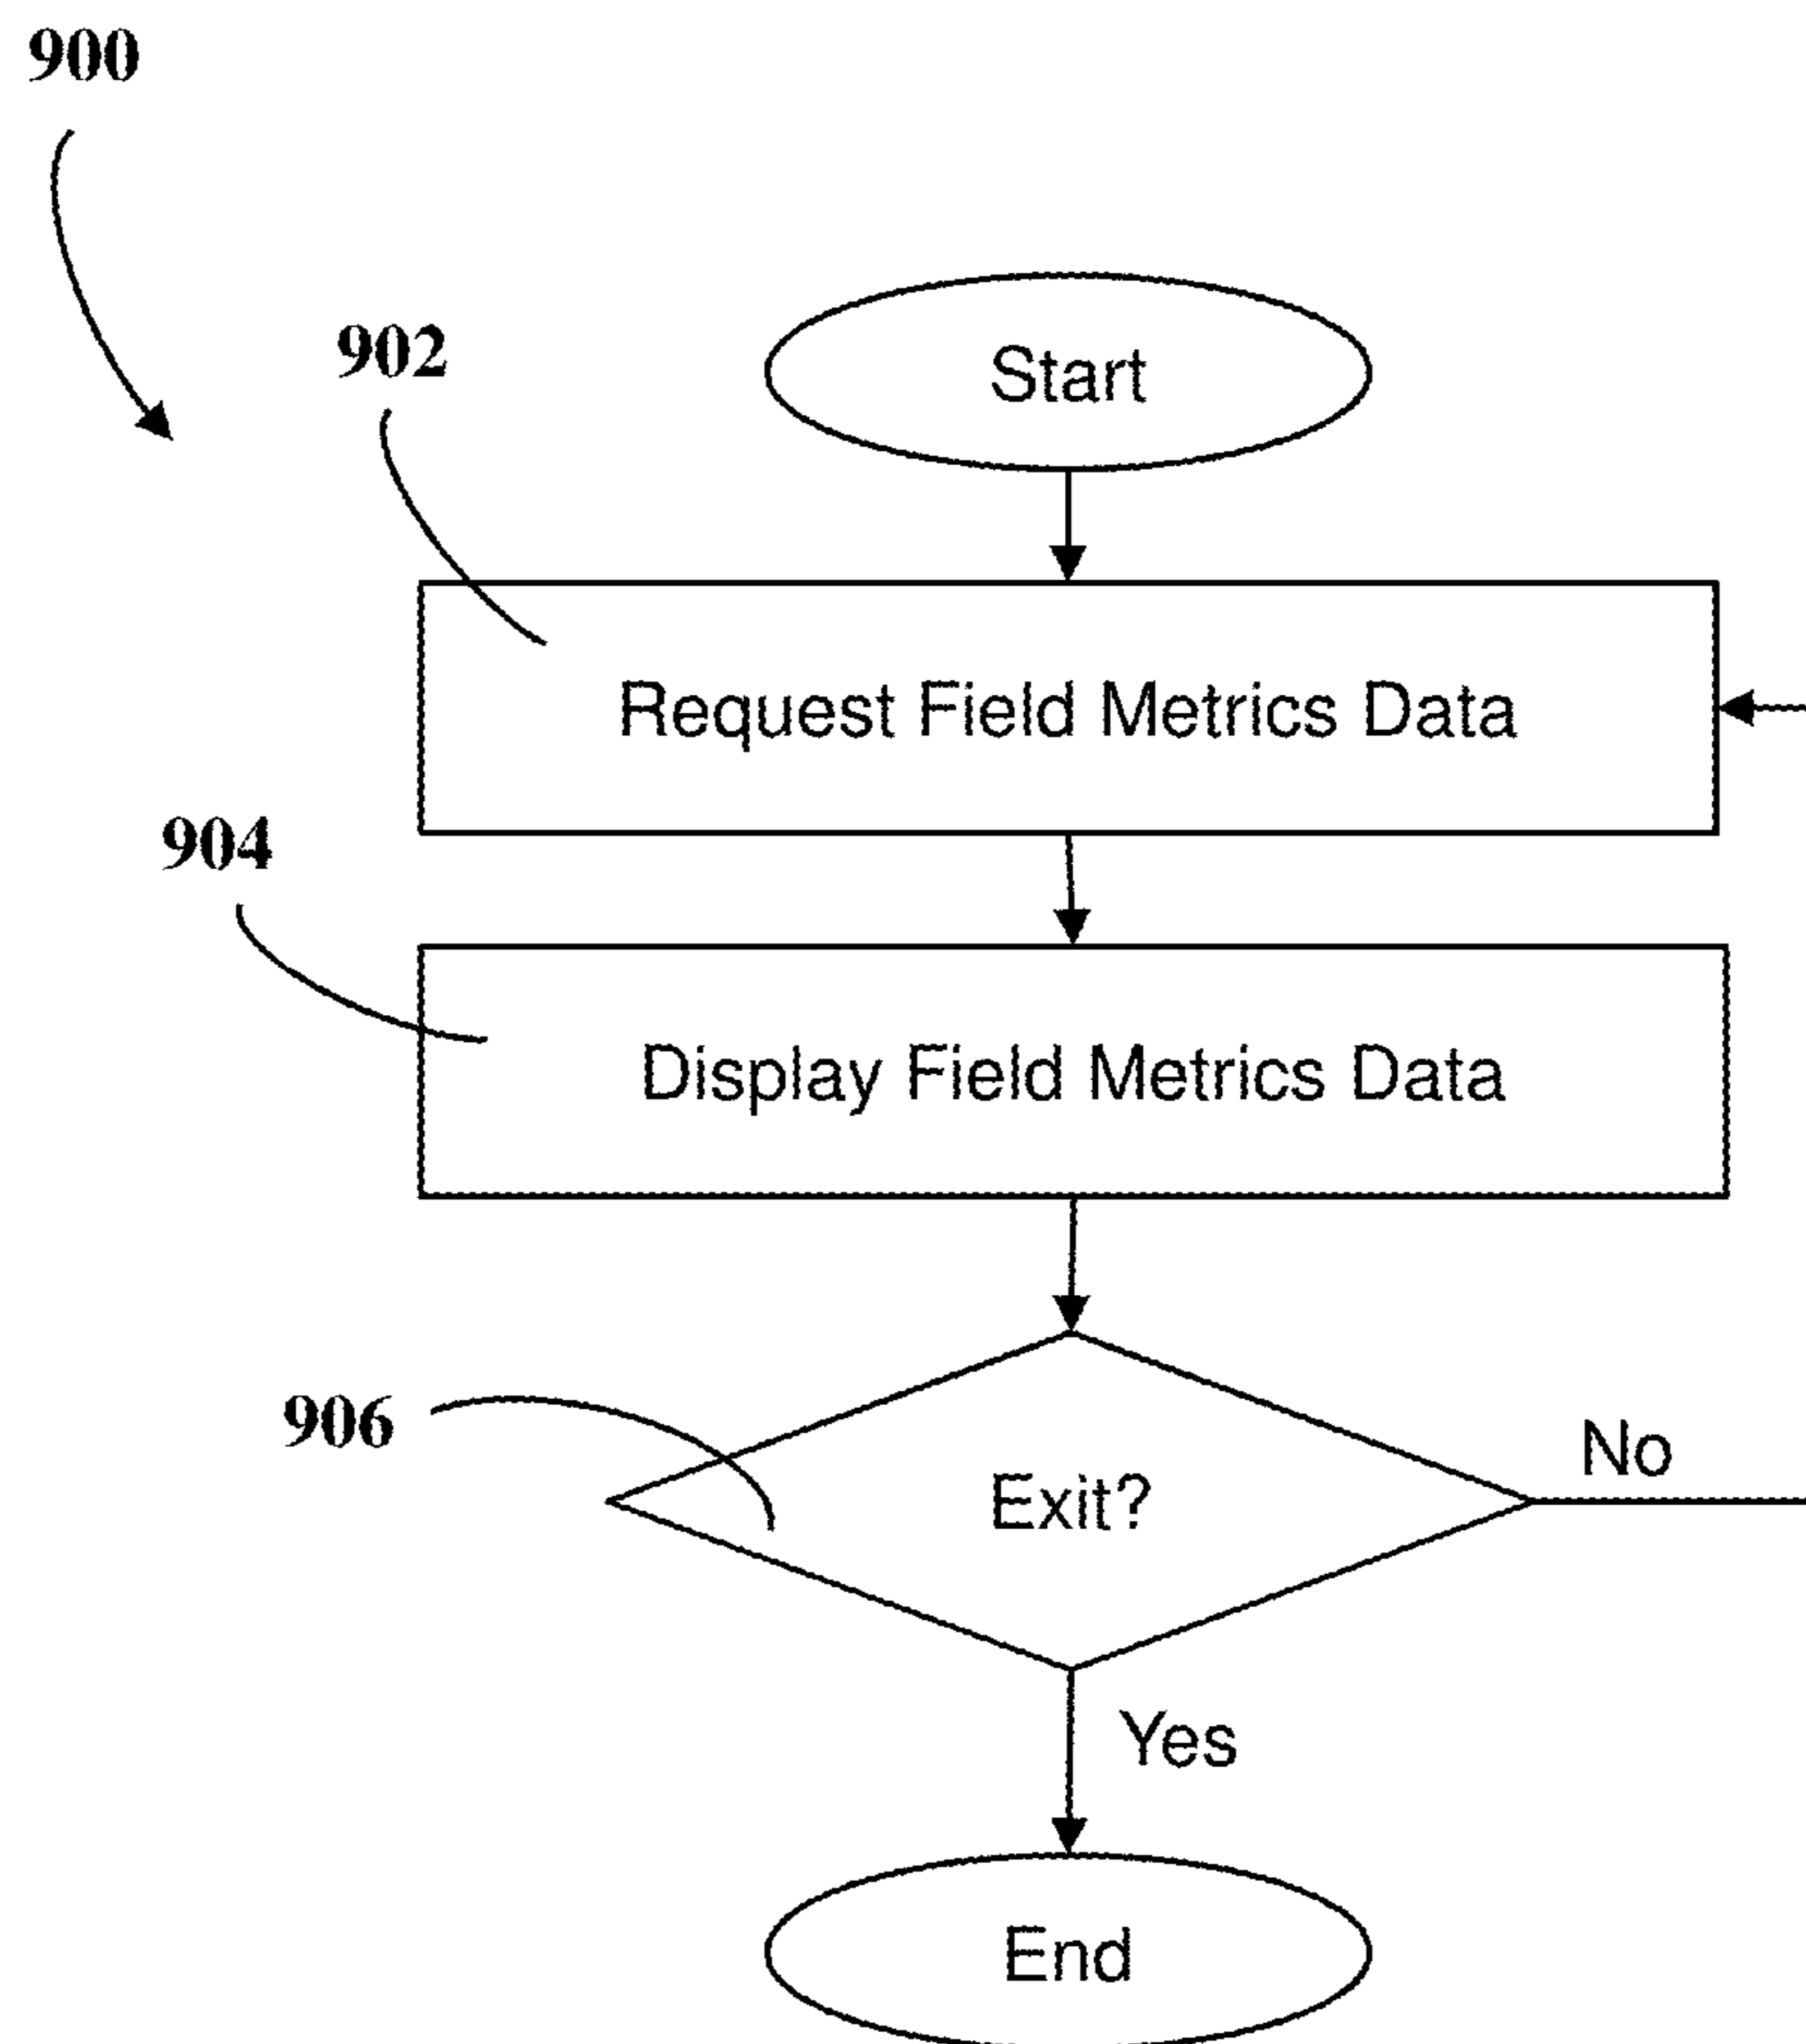 900
902
Start
Request Field Metrics Data
904
Display Field Metrics Data
906
Exit?
No
Yes
End